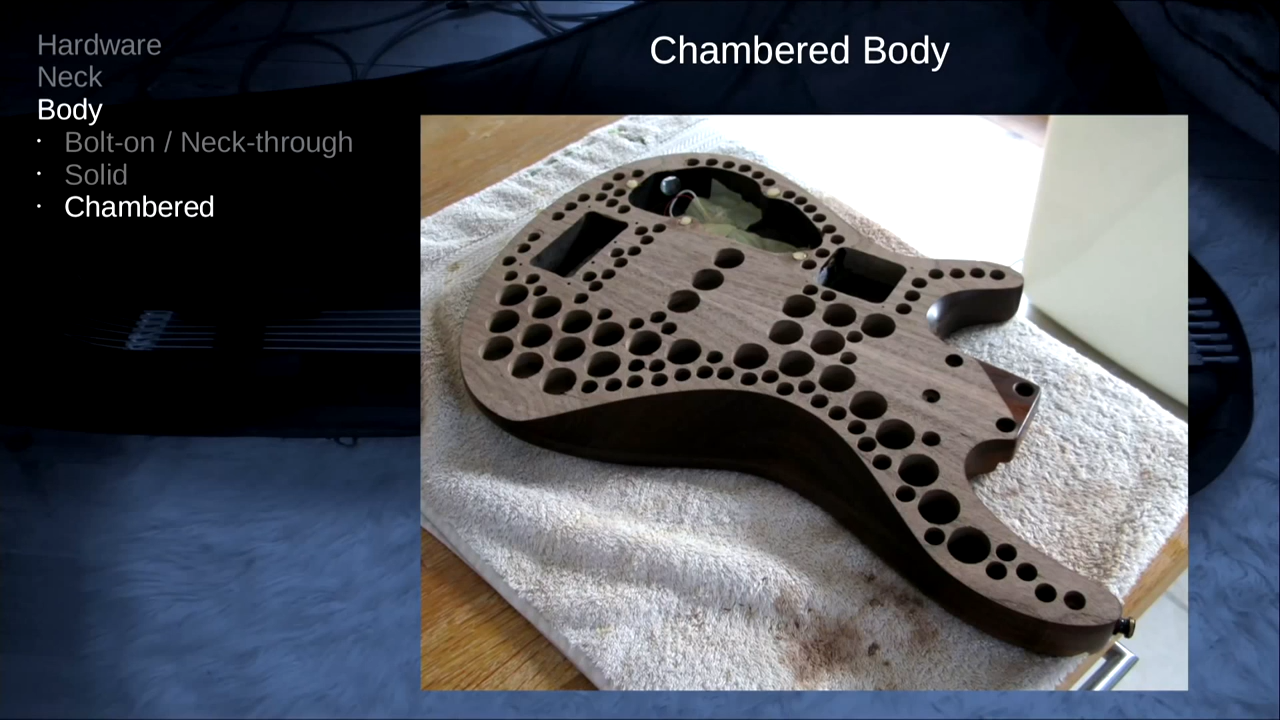 Hardware
Neck
Body
· Bolt-on / Neck-through
· Solid
· Chambered
Chambered Body